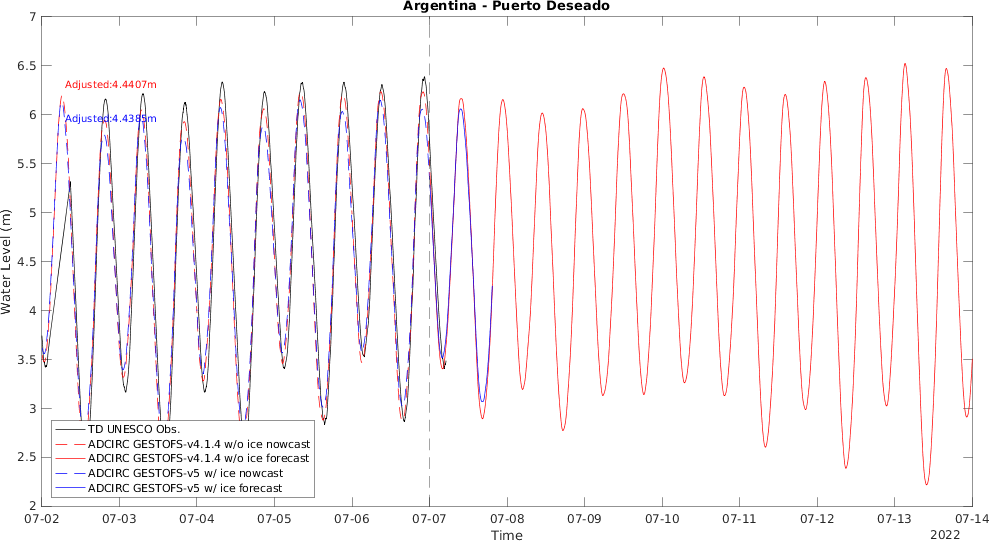 Argentina - Puerto Deseado
7
6.5
6
5.5
5
4.5
4
3.5
3
2.5
2
Water Level (m)
Adjusted:4.4407m
Adjusted:4.4385m
TD UNESCO Obs.
ADCIRC GESTOFS-v4.1.4 w/o ice nowcast
ADCIRC GESTOFS-v4.1.4 w/o ice forecast
ADCIRC GESTOFS-v5 w/ ice nowcast
ADCIRC GESTOFS-v5 w/ ice forecast
07-02 07-03 07-04 07-05 07-06 07-07 07-08 07-09 07-10 07-11 07-12 07-13 07-14
Time
2022